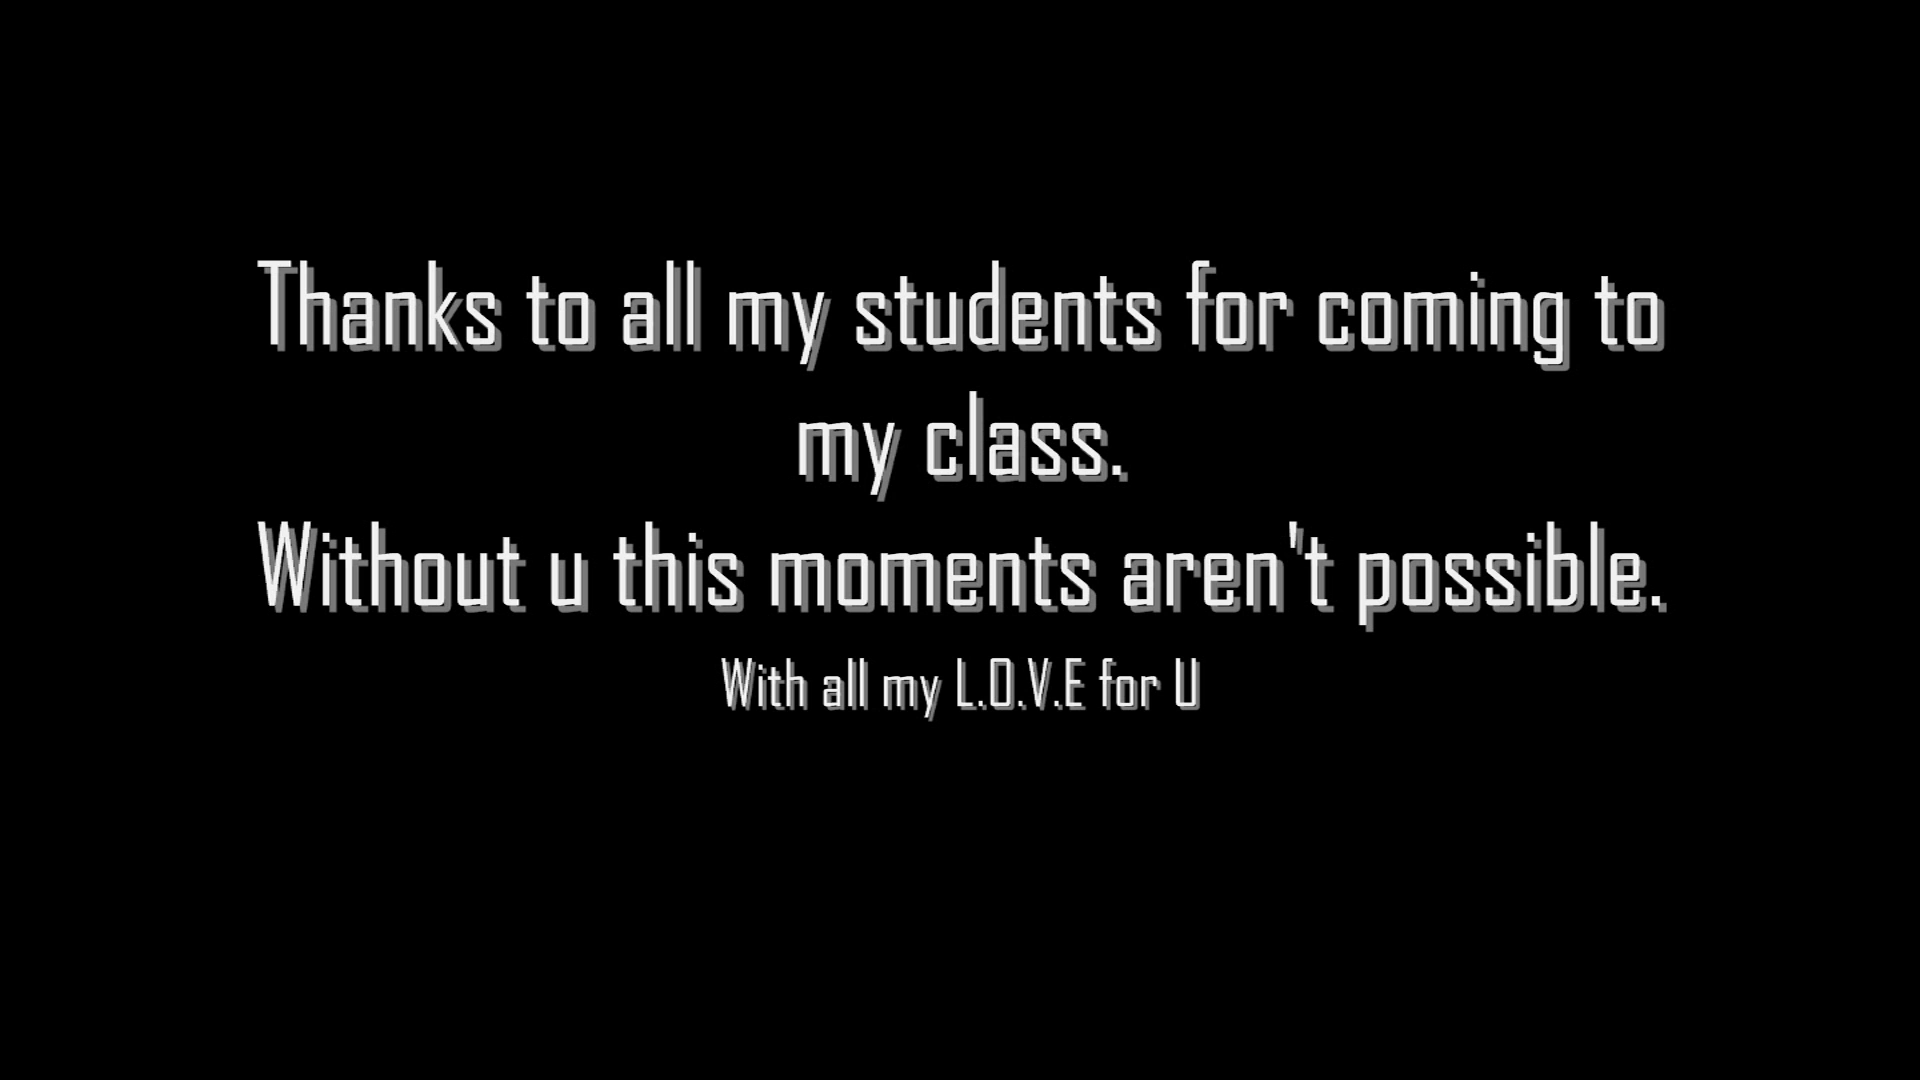 Thanks to all my students for coming to
my class.
Without u this moments aren't possible.
With all my L.O.V.E for U